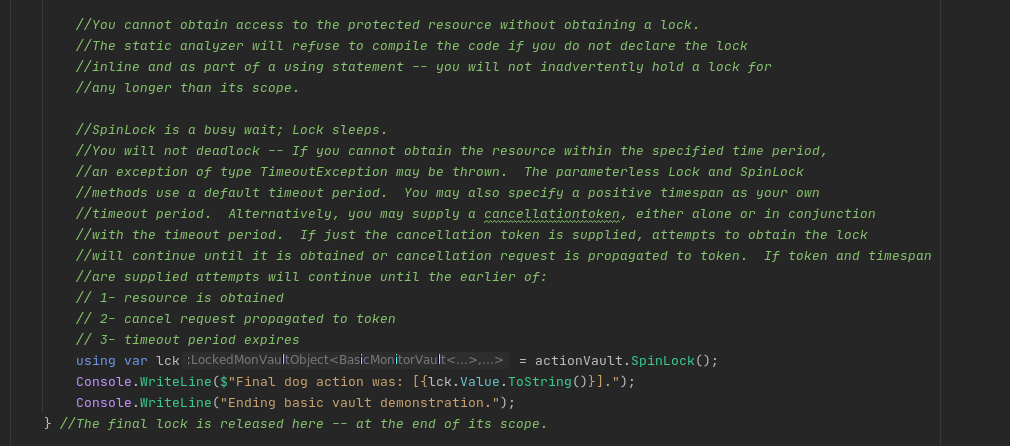 //You cannot obtain access to the protected resource without obtaining a lock.
//The static analyzer will refuse to compile the code if you do not declare the lock
//inline and as part of a using statement -- you will not inadvertently hold a lock for
//any longer than its scope.
//SpinLock is a busy wait; Lock sleeps.
//You will not deadlock -- If you cannot obtain the resource within the specified time period,
//an exception of type TimeoutException may be thrown.  The parameterless Lock and SpinLock
//methods use a default timeout period.  You may also specify a positive timespan as your own
//timeout period.  Alternatively, you may supply a cancellationtoken, either alone or in conjunction
//with the timeout period.  If just the cancellation token is supplied, attempts to obtain the lock
//will continue until it is obtained or cancellation request is propagated to token.  If token and timespan
//are supplied attempts will continue until the earlier of:
// 1- resource is obtained
// 2- cancel request propagated to token
// 3- timeout period expires
using var lck :LockedMonVaultObject<BasicMonitorVault<...>,...> = actionVault.SpinLock();
Console.WriteLine($"Final dog action was: [{lck.Value.ToString()}].");
Console.WriteLine("Ending basic vault demonstration.");
} //The final lock is released here -- at the end of its scope.